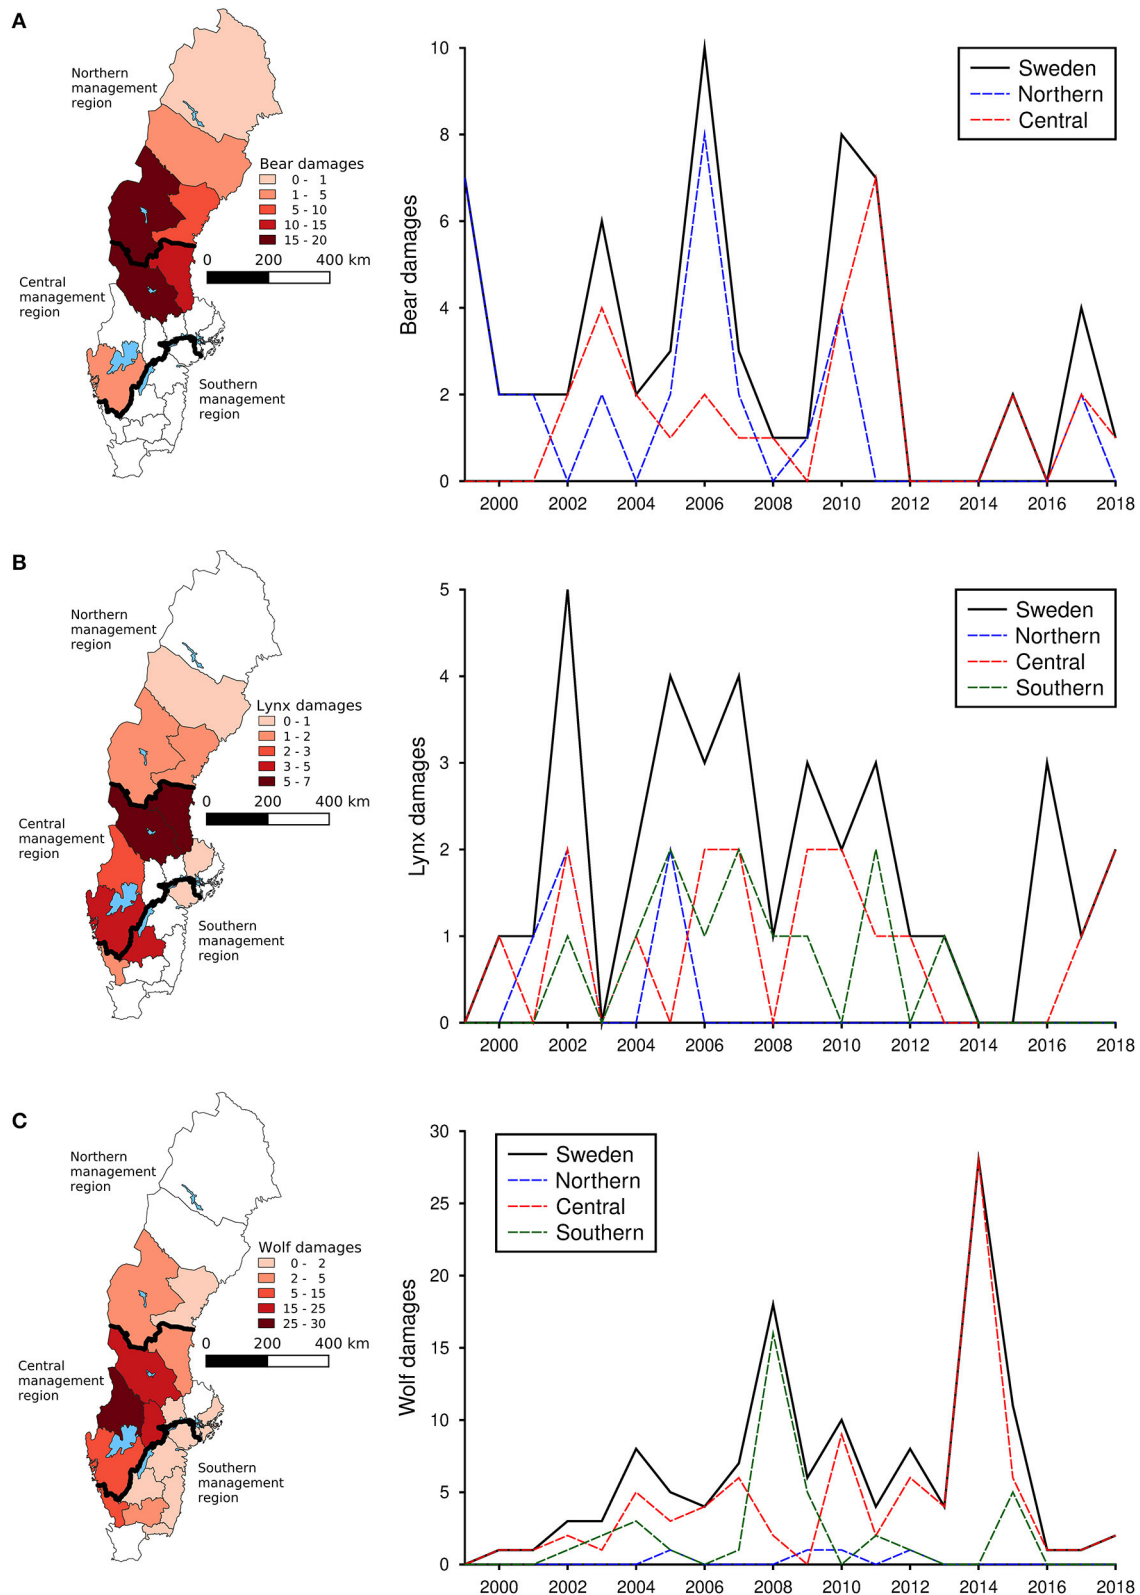 A
Northern
management
region
Bear damages
0 - 1
1 - 5
5 - 10
10 - 15
15 - 20
0 200 400 km
Central
management
region
Southern
management
region
Bear damages
10
8
6
4
2
0
2000 2002 2004 2006 2008 2010 2012 2014 2016 2018
Sweden
Northern
Central
B
Northern
management
region
Lynx damages
0 - 1
1 - 2
2 - 3
3 - 5
5 - 7
0 200 400 km
Central
management
region
Southern
management
region
Lynx damages
5
4
3
2
1
0
2000 2002 2004 2006 2008 2010 2012 2014 2016 2018
Sweden
Northern
Central
Southern
C
Northern
management
region
Wolf damages
0 - 2
2 - 5
5 - 15
15 - 25
25 - 30
0 200 400 km
Central
management
region
Southern
management
region
Wolf damages
30
25
20
15
10
5
0
2000 2002 2004 2006 2008 2010 2012 2014 2016 2018
Sweden
Northern
Central
Southern